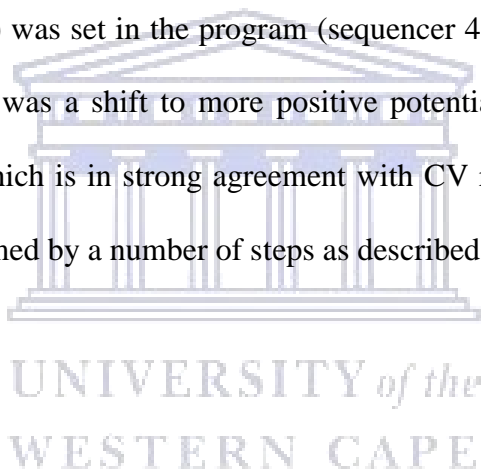 ) was set in the program (sequencer 4
was a shift to more positive potentia
hich is in strong agreement with CV
ned by a number of steps as described
UNIVERSITY of the
WESTERN CAPE